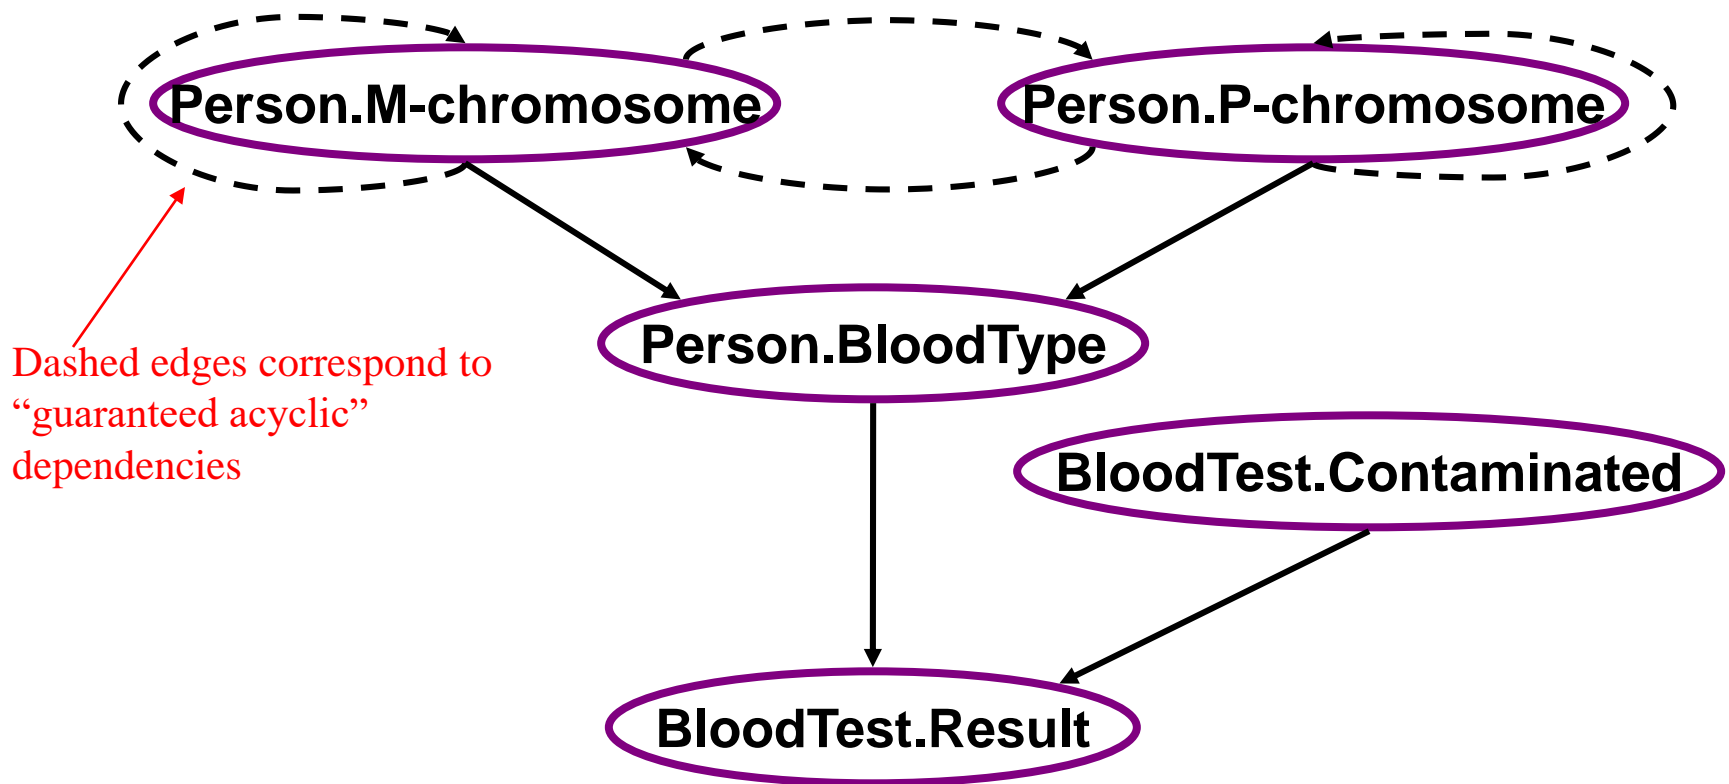 Person.M-chromosome
Person.P-chromosome
Person.BloodType
Dashed edges correspond to
“guaranteed acyclic”
dependencies
BloodTest.Contaminated
BloodTest.Result